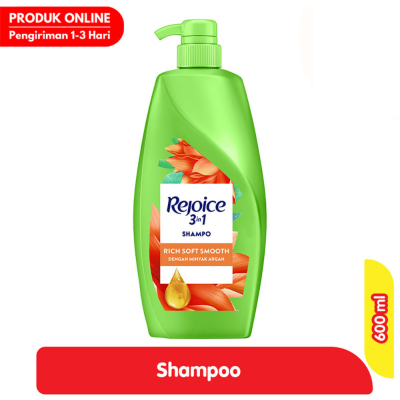 PRODUK ONLINE
Pengiriman 1-3 Hari
Rejoice
3in1
SHAMPO
RICH SOFT SMOOTH
DENGAN MINYAK ARGAN
600 ml
Shampoo